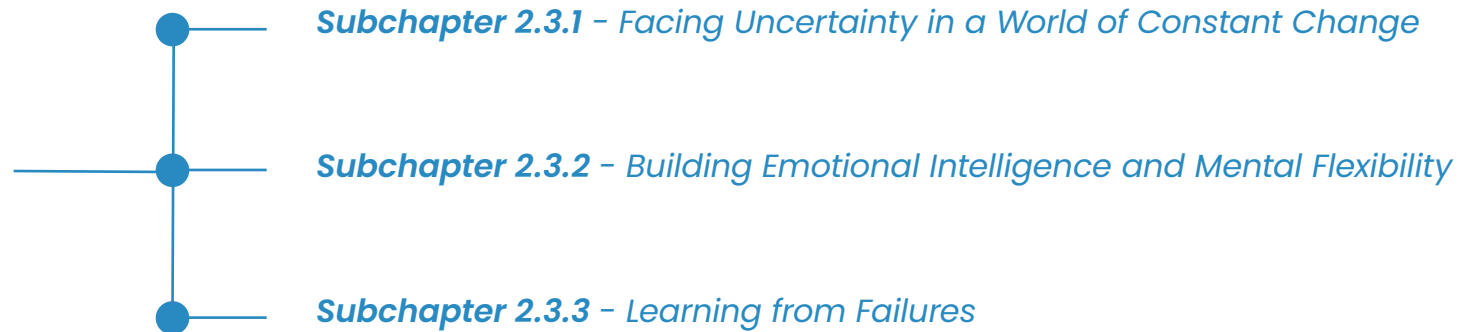 Subchapter 2.3.1 - Facing Uncertainty in a World of Constant Change
Subchapter 2.3.2 - Building Emotional Intelligence and Mental Flexibility
Subchapter 2.3.3 - Learning from Failures